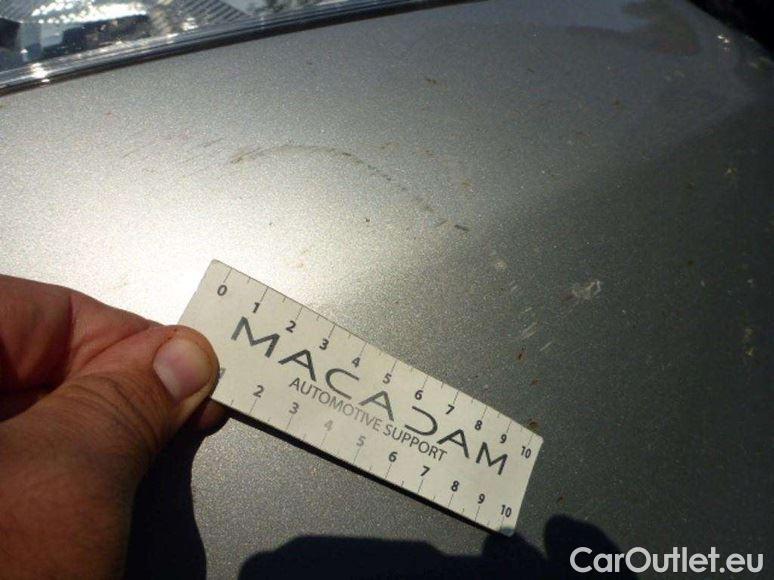 0 1 2 3 4 5 6 7 8 9 10
MACADAM
AUTOMOTIVE SUPPORT
2 3 4 5 6 7 8 9 10
CarOutlet.eu